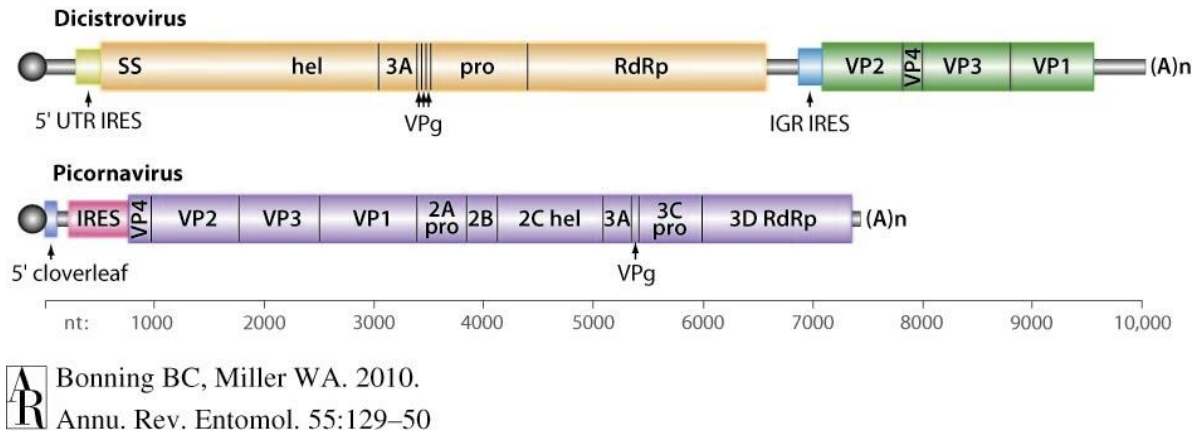 Dicistrovirus
SS hel 3A pro RdRp VP2 VP4 VP3 VP1 (A)n
5' UTR IRES VPg IGR IRES
Picornavirus
IRES VP4 VP2 VP3 VP1 2A pro 2B 2C hel 3A 3C pro 3D RdRp (A)n
5' cloverleaf VPg
nt: 1000 2000 3000 4000 5000 6000 7000 8000 9000 10,000
AR Bonning BC, Miller WA. 2010.
Annu. Rev. Entomol. 55:129–50